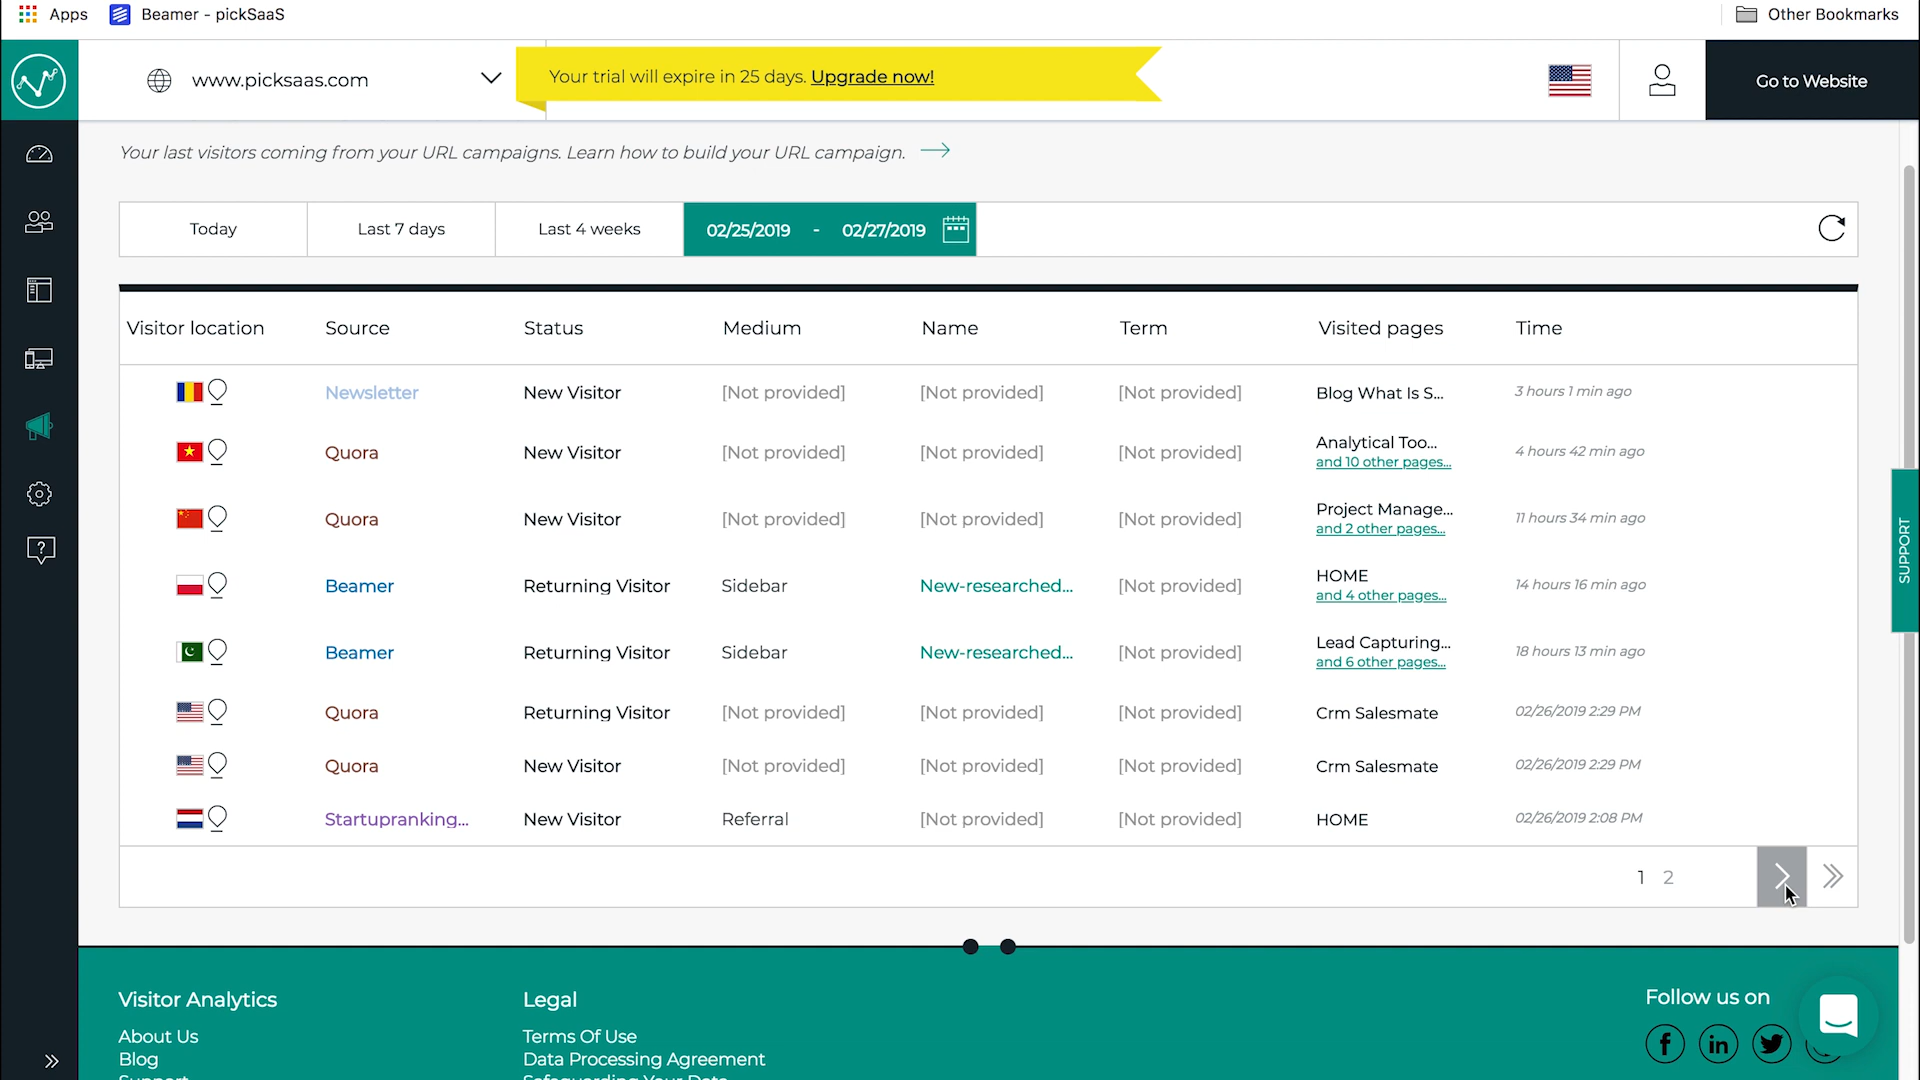 Apps Beamer - pickSaaS Other Bookmarks
www.picksaas.com Your trial will expire in 25 days. Upgrade now! Go to Website
Your last visitors coming from your URL campaigns. Learn how to build your URL campaign.
Today Last 7 days Last 4 weeks 02/25/2019 - 02/27/2019
Visitor location Source Status Medium Name Term Visited pages Time
Newsletter New Visitor [Not provided] [Not provided] [Not provided] Blog What Is S... 3 hours 1 min ago
Quora New Visitor [Not provided] [Not provided] [Not provided] Analytical Too... 4 hours 42 min ago
and 10 other pages...
Quora New Visitor [Not provided] [Not provided] [Not provided] Project Manage... 11 hours 34 min ago
and 2 other pages...
Beamer Returning Visitor Sidebar New-researched... [Not provided] HOME 14 hours 16 min ago
and 4 other pages...
Beamer Returning Visitor Sidebar New-researched... [Not provided] Lead Capturing... 18 hours 13 min ago
and 6 other pages...
Quora Returning Visitor [Not provided] [Not provided] [Not provided] Crm Salesmate 02/26/2019 2:29 PM
Quora New Visitor [Not provided] [Not provided] [Not provided] Crm Salesmate 02/26/2019 2:29 PM
Startupranking... New Visitor Referral [Not provided] [Not provided] HOME 02/26/2019 2:08 PM
1 2
SUPPORT
Visitor Analytics Legal Follow us on
About Us Terms Of Use
Blog Data Processing Agreement
Support Safeguarding Your Data